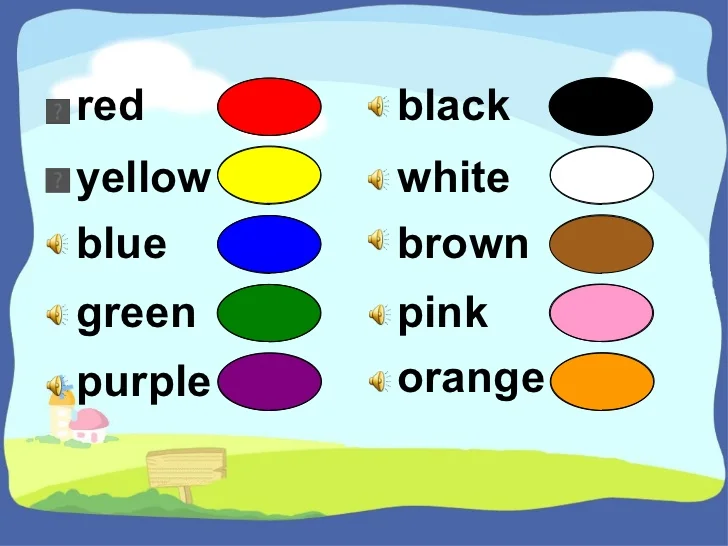 red
yellow
blue
green
purple
black
white
brown
pink
orange